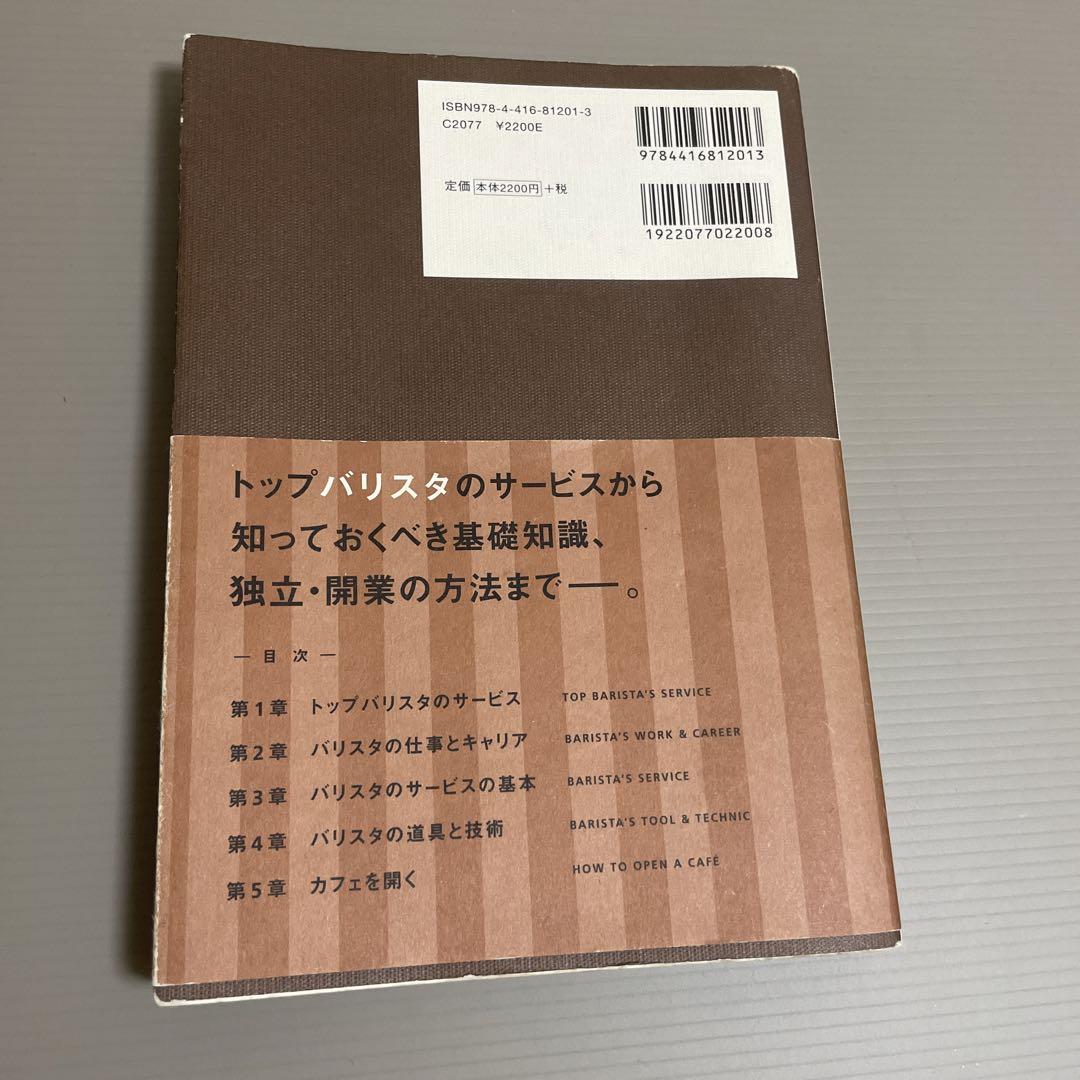 ISBN978-4-416-81201-3
C2077 ¥2200E
9784416812013
定価 本体2200円 +税
1922077022008
トップバリスタのサービスから
知っておくべき基礎知識、
独立・開業の方法まで――。
― 目 次 ―
第1章 トップバリスタのサービス TOP BARISTA'S SERVICE
第2章 バリスタの仕事とキャリア BARISTA'S WORK & CAREER
第3章 バリスタのサービスの基本 BARISTA'S SERVICE
第4章 バリスタの道具と技術 BARISTA'S TOOL & TECHNIC
第5章 カフェを開く HOW TO OPEN A CAFÉ